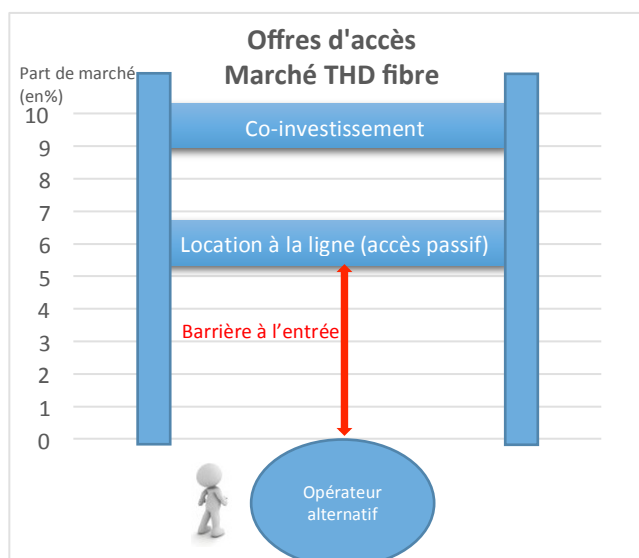 Offres d'accès
Marché THD fibre
Part de marché
(en%)
10
9
8
7
6
5
4
3
2
1
0
Co-investissement
Location à la ligne (accès passif)
Barrière à l’entrée
Opérateur
alternatif